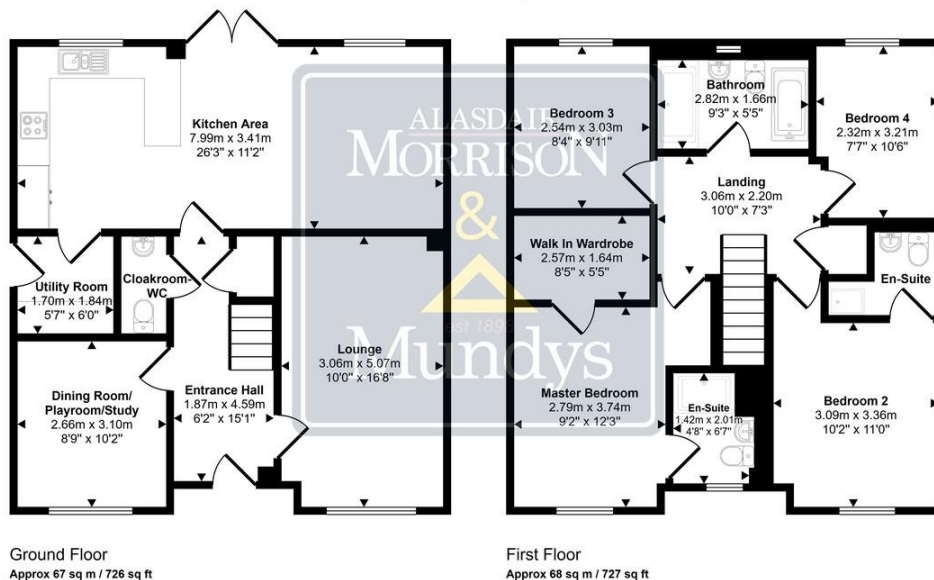 Kitchen Area
7.99m x 3.41m
26'3" x 11'2"
Utility Room
1.70m x 1.84m
5'7" x 6'0"
Cloakroom-
WC
Dining Room/
Playroom/Study
2.66m x 3.10m
8'9" x 10'2"
Entrance Hall
1.87m x 4.59m
6'2" x 15'1"
Lounge
3.06m x 5.07m
10'0" x 16'8"
Ground Floor
Approx 67 sq m / 726 sq ft
ALASDAIR
MORRISON
&
est 1898
Mundys
Bedroom 3
2.54m x 3.03m
8'4" x 9'11"
Bathroom
2.82m x 1.66m
9'3" x 5'5"
Bedroom 4
2.32m x 3.21m
7'7" x 10'6"
Landing
3.06m x 2.20m
10'0" x 7'3"
Walk In Wardrobe
2.57m x 1.64m
8'5" x 5'5"
En-Suite
Master Bedroom
2.79m x 3.74m
9'2" x 12'3"
En-Suite
1.42m x 2.01m
4'8" x 6'7"
Bedroom 2
3.09m x 3.36m
10'2" x 11'0"
First Floor
Approx 68 sq m / 727 sq ft